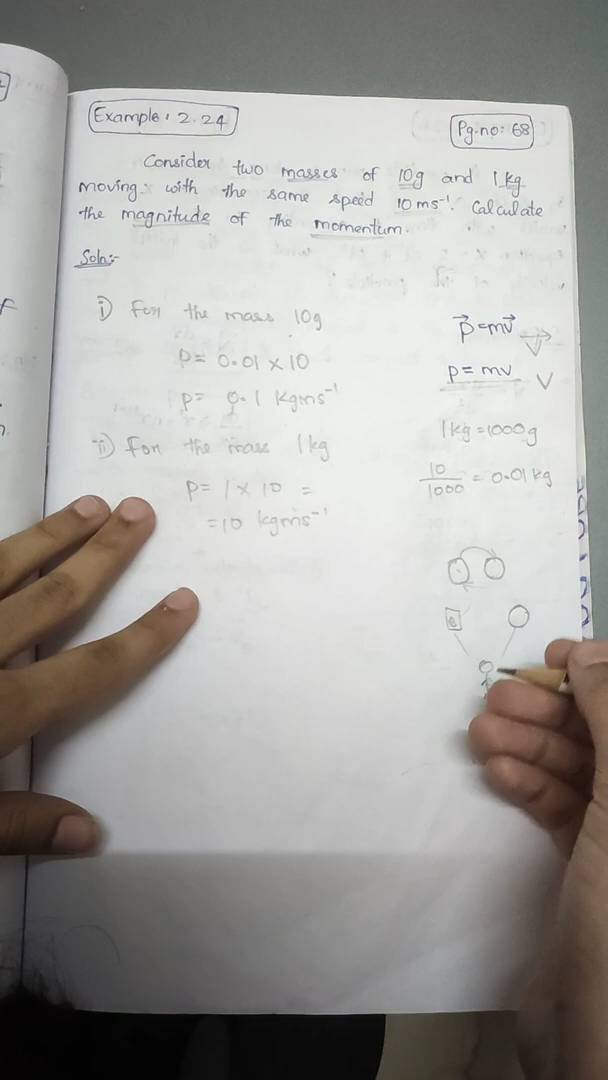 Example: 2.24
Pg.no: 68
Consider two masses of 10g and 1kg
moving with the same speed 10 ms⁻¹. Calculate
the magnitude of the momentum.
Soln:-
i) For the mass 10g
p⃗ = mv⃗
v⃗
P = 0.01 × 10
p = mv
v
P = 0.1 kgms⁻¹
1kg = 1000g
ii) For the mass 1kg
10/1000 = 0.01 kg
P = 1 × 10 =
= 10 kgms⁻¹